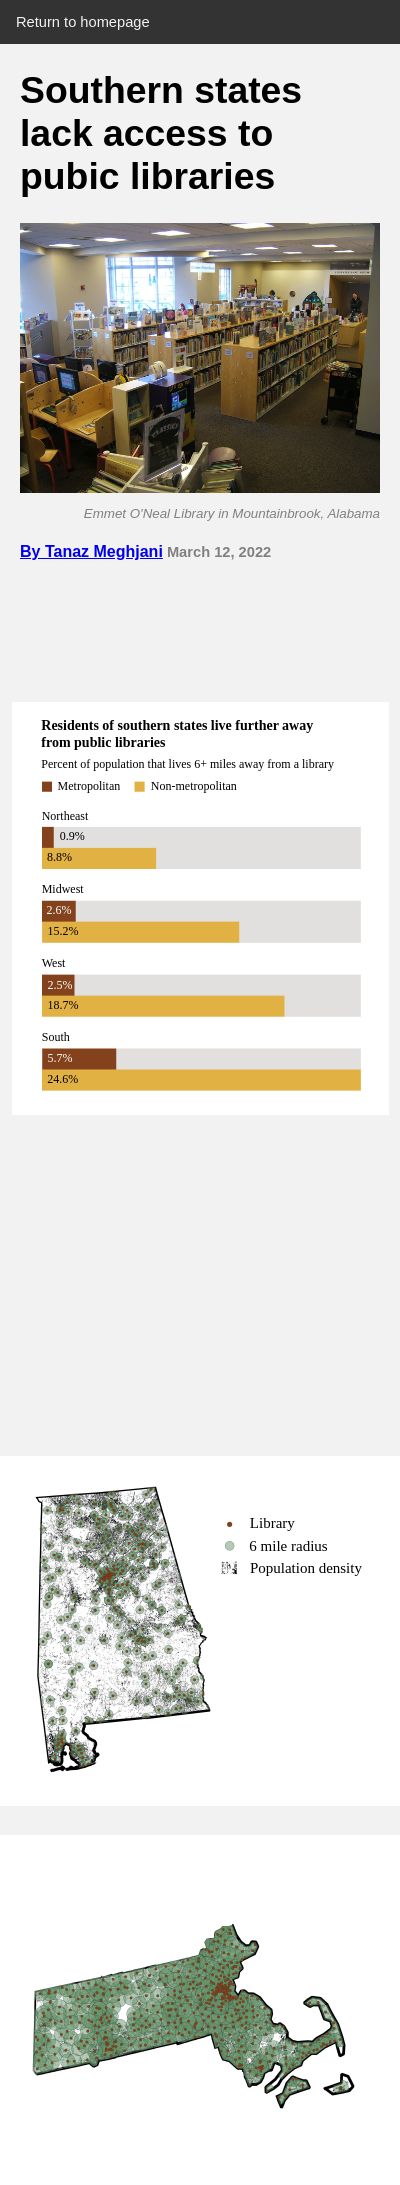 Return to homepage
Southern states
lack access to
pubic libraries
Emmet O'Neal Library in Mountainbrook, Alabama
By Tanaz Meghjani March 12, 2022
Residents of southern states live further away
from public libraries
Percent of population that lives 6+ miles away from a library
Metropolitan Non-metropolitan
Northeast
0.9%
8.8%
Midwest
2.6%
15.2%
West
2.5%
18.7%
South
5.7%
24.6%
Library
6 mile radius
Population density